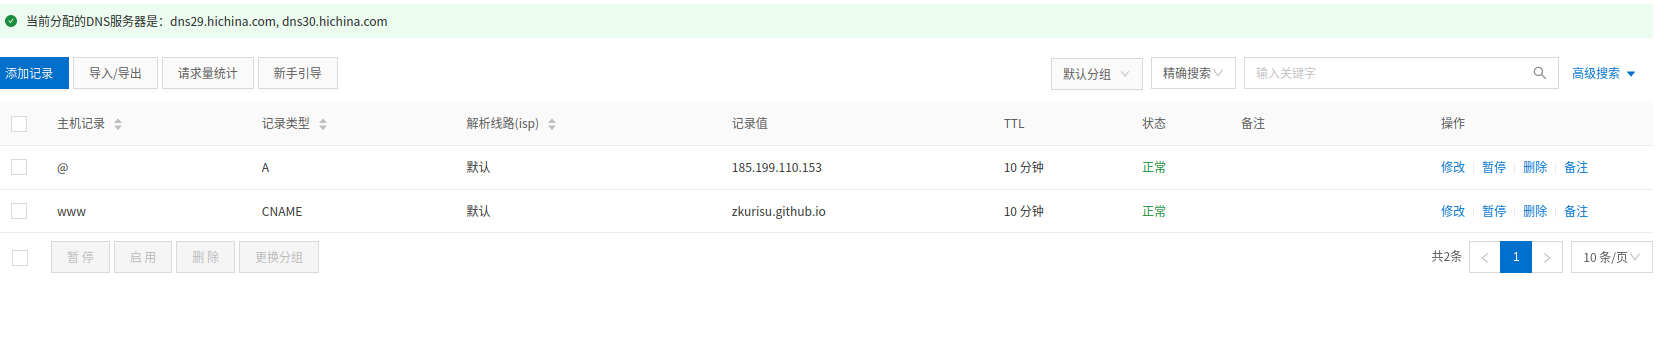 当前分配的DNS服务器是：dns29.hichina.com, dns30.hichina.com
添加记录 导入/导出 请求量统计 新手引导 默认分组 精确搜索 输入关键字 高级搜索
主机记录 记录类型 解析线路(isp) 记录值 TTL 状态 备注 操作
@ A 默认 185.199.110.153 10 分钟 正常 修改 暂停 删除 备注
www CNAME 默认 zkurisu.github.io 10 分钟 正常 修改 暂停 删除 备注
暂 停 启 用 删 除 更换分组 共2条 1 10 条/页